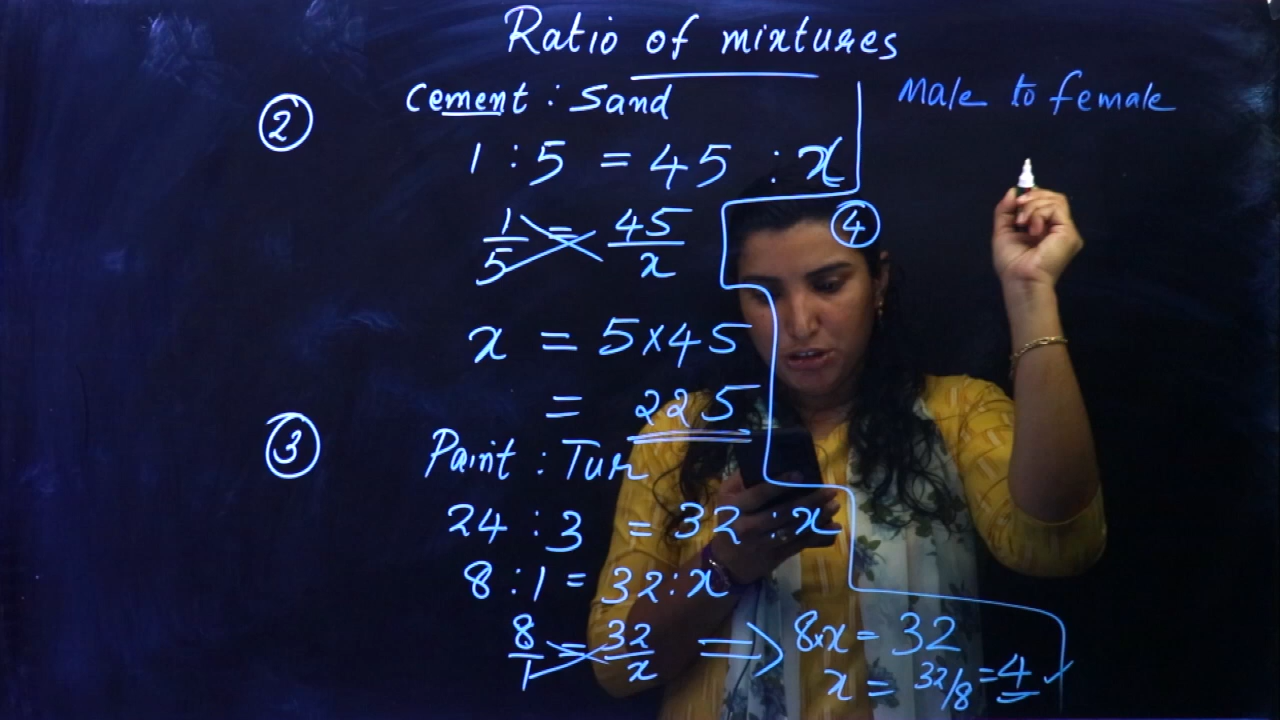 Ratio of mixtures
② Cement : Sand
1 : 5 = 45 : x
1/5 = 45/x
x = 5×45
= 225
③ Paint : Tur
24 : 3 = 32 : x
8 : 1 = 32 : x
8/1 = 32/x ⟹ 8×x = 32
x = 32/8 = 4 ✓
④ Male to female